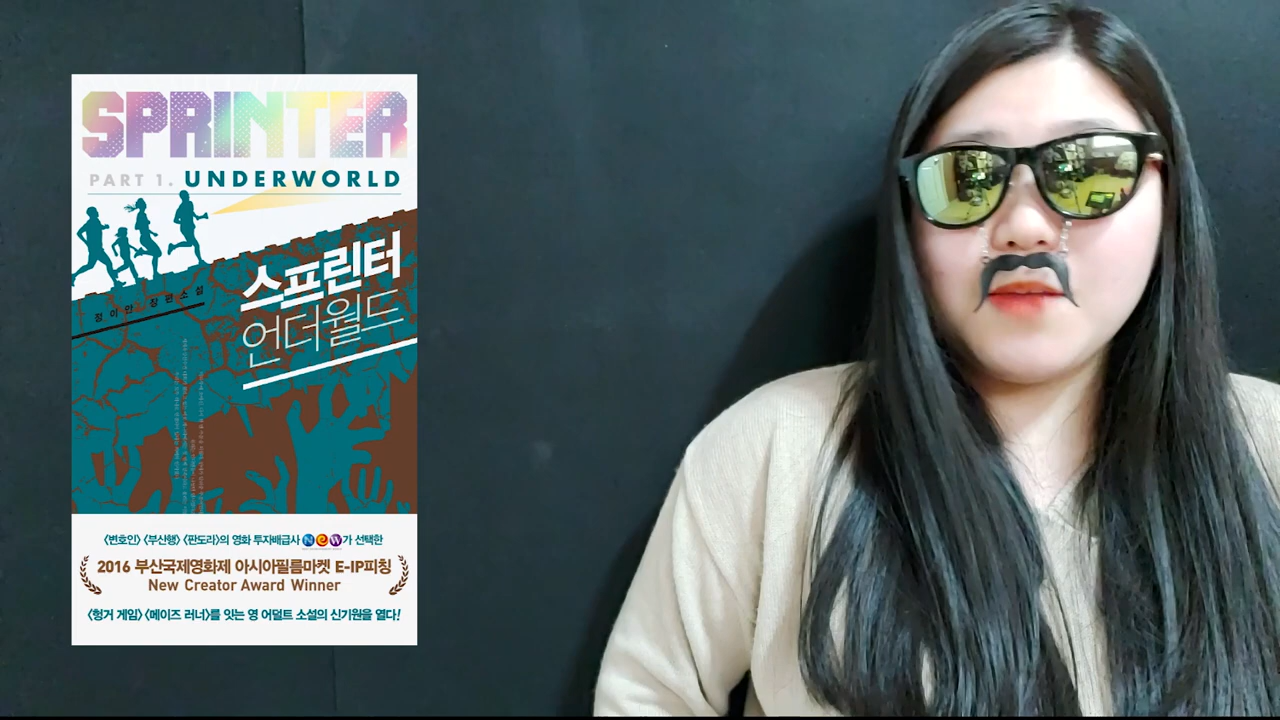 SPRINTER
PART 1. UNDERWORLD
스프린터
언더월드
정이안 장편소설
〈변호인〉 〈부산행〉 〈판도라〉의 영화 투자배급사 NEW가 선택한
2016 부산국제영화제 아시아필름마켓 E-IP피칭
New Creator Award Winner
〈헝거 게임〉 〈메이즈 러너〉를 잇는 영 어덜트 소설의 신기원을 열다!